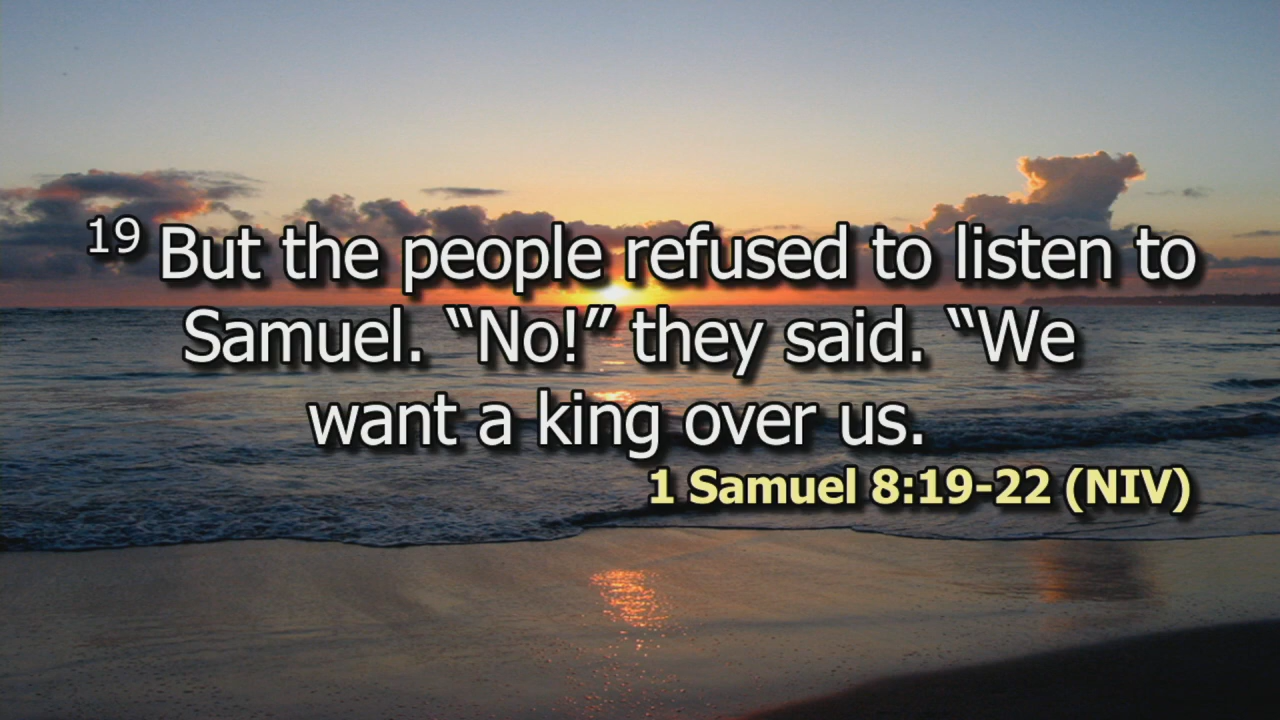 19 But the people refused to listen to
Samuel. “No!” they said. “We
want a king over us.
1 Samuel 8:19-22 (NIV)